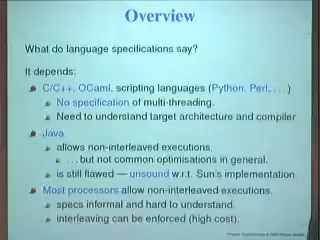 Overview
What do language specifications say?
It depends:
C/C++, OCaml, scripting languages (Python, Perl, . . . )
No specification of multi-threading.
Need to understand target architecture and compiler
Java
allows non-interleaved executions,
. . . but not common optimisations in general.
is still flawed — unsound w.r.t. Sun's implementation
Most processors allow non-interleaved executions.
specs informal and hard to understand.
interleaving can be enforced (high cost).